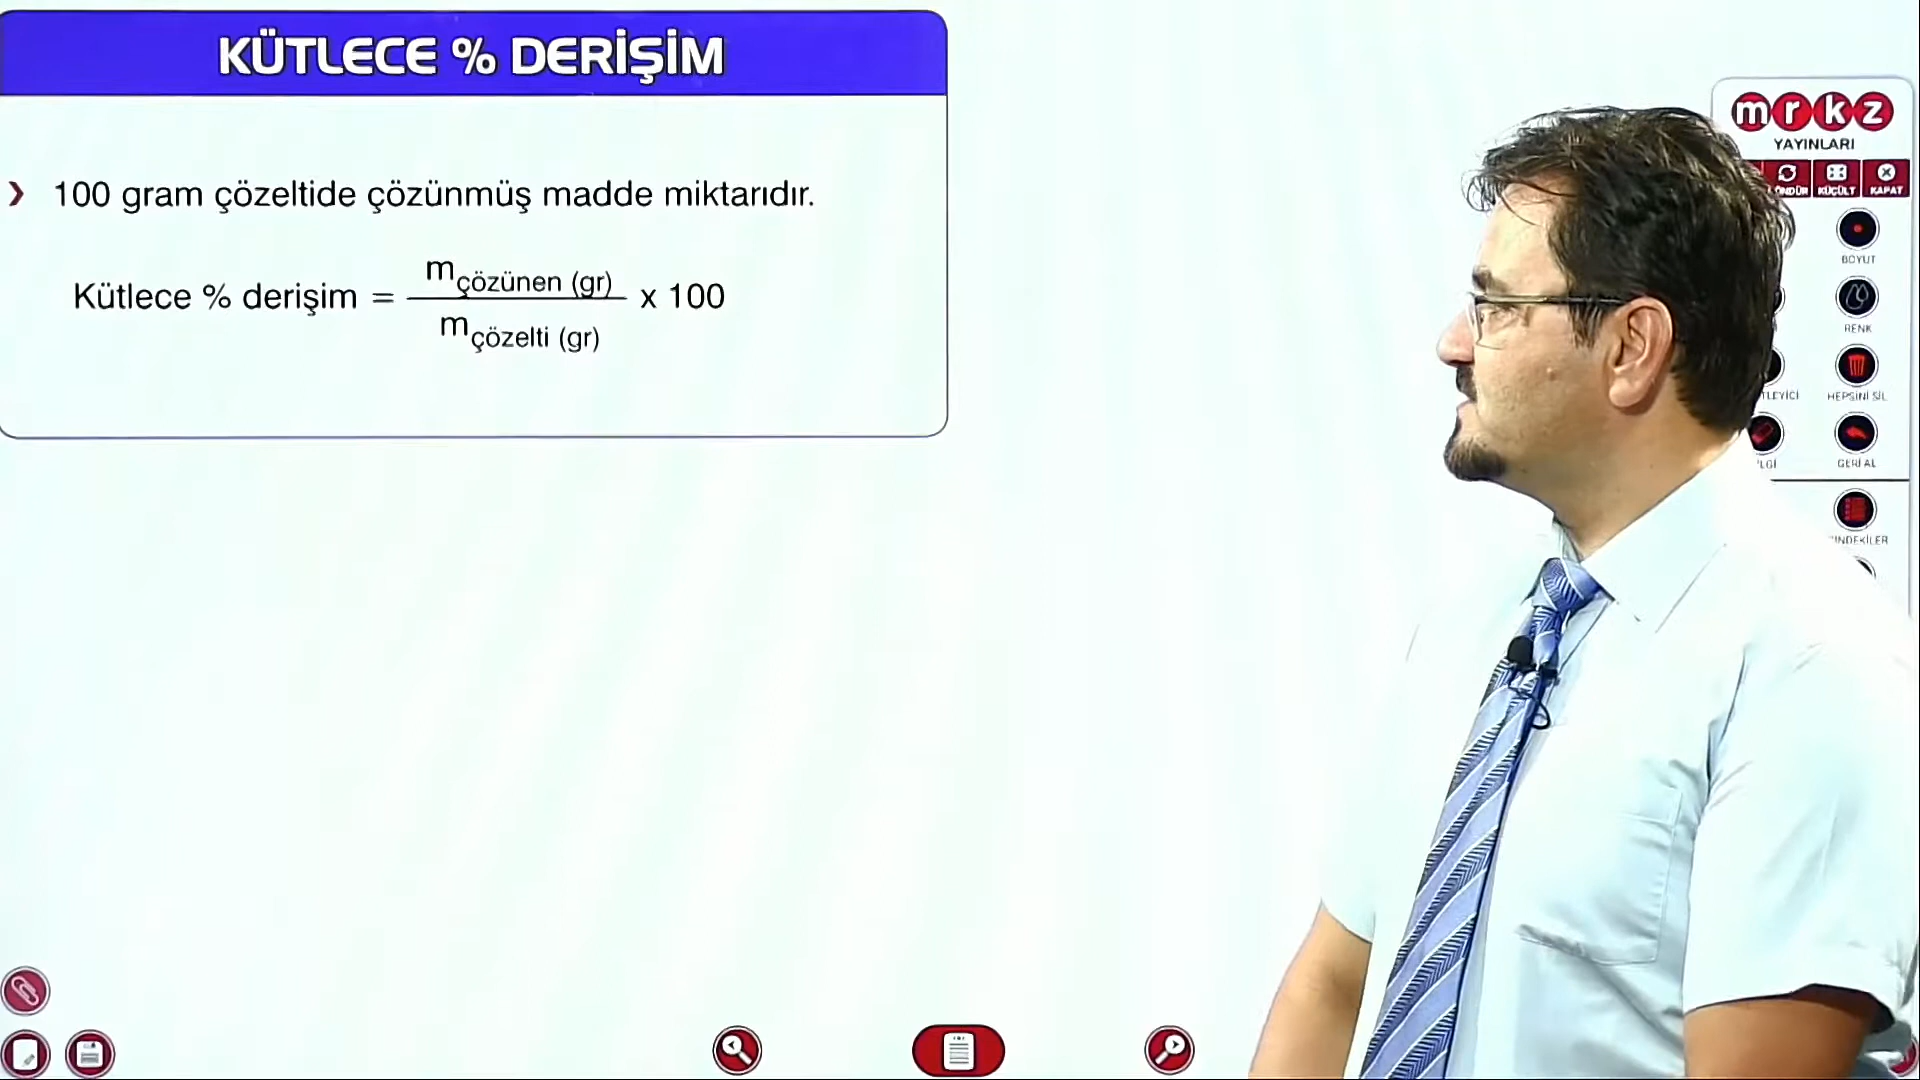 KÜTLECE % DERİŞİM
100 gram çözeltide çözünmüş madde miktarıdır.
Kütlece % derişim = m çözünen (gr) / m çözelti (gr) x 100
mrkz
YAYINLARI
KÜÇÜLT
KAPAT
BOYUT
RENK
HEPSİNİ SİL
GERİ AL